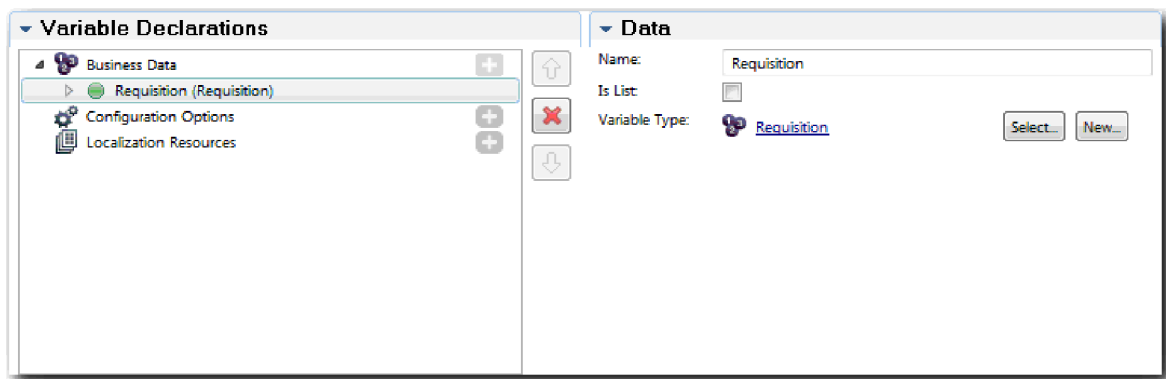 Variable Declarations
Business Data
Requisition (Requisition)
Configuration Options
Localization Resources
Data
Name: Requisition
Is List:
Variable Type: Requisition Select... New...